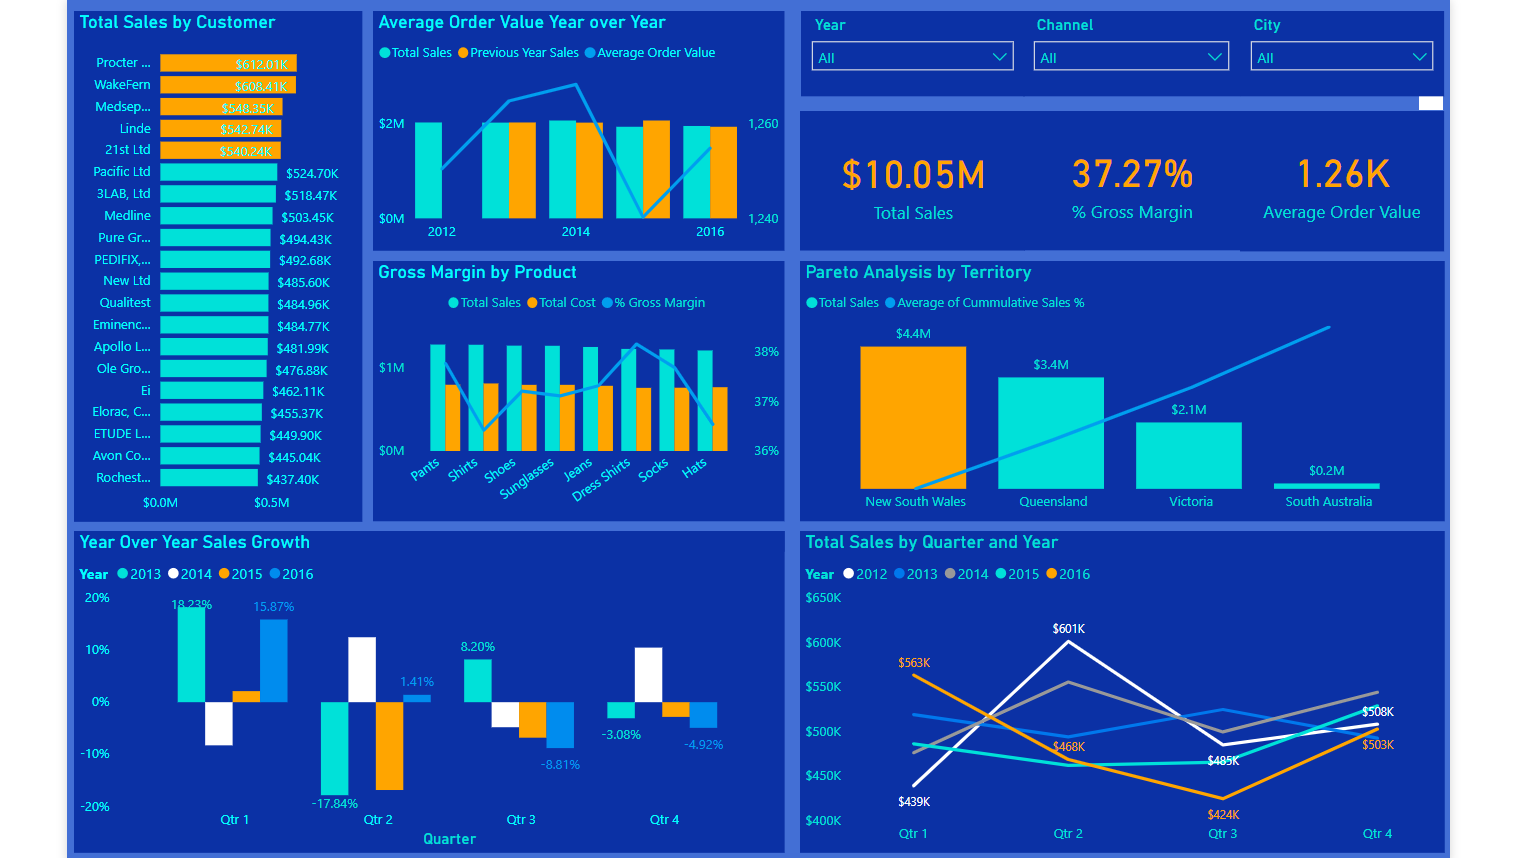 Total Sales by Customer
Procter ... $612.01K
WakeFern $608.41K
Medsep... $548.35K
Linde $542.74K
21st Ltd $540.24K
Pacific Ltd $524.70K
3LAB, Ltd $518.47K
Medline $503.45K
Pure Gr... $494.43K
PEDIFIX,... $492.68K
New Ltd $485.60K
Qualitest $484.96K
Eminenc... $484.77K
Apollo L... $481.99K
Ole Gro... $476.88K
Ei $462.11K
Elorac, C... $455.37K
ETUDE L... $449.90K
Avon Co... $445.04K
Rochest... $437.40K
$0.0M $0.5M
Average Order Value Year over Year
Total Sales Previous Year Sales Average Order Value
$2M 1,260
$0M 1,240
2012 2014 2016
Year Channel City
All All All
$10.05M 37.27% 1.26K
Total Sales % Gross Margin Average Order Value
Gross Margin by Product
Total Sales Total Cost % Gross Margin
38%
$1M
37%
$0M 36%
Pants Shirts Shoes Sunglasses Jeans Dress Shirts Socks Hats
Pareto Analysis by Territory
Total Sales Average of Cummulative Sales %
$4.4M
$3.4M
$2.1M
$0.2M
New South Wales Queensland Victoria South Australia
Year Over Year Sales Growth
Year 2013 2014 2015 2016
20%
18.23% 15.87%
10%
8.20%
1.41%
0%
-3.08%
-4.92%
-10%
-8.81%
-17.84%
-20%
Qtr 1 Qtr 2 Qtr 3 Qtr 4
Quarter
Total Sales by Quarter and Year
Year 2012 2013 2014 2015 2016
$650K
$601K
$600K
$563K
$550K
$508K
$500K
$468K $503K
$485K
$450K
$439K
$424K
$400K
Qtr 1 Qtr 2 Qtr 3 Qtr 4